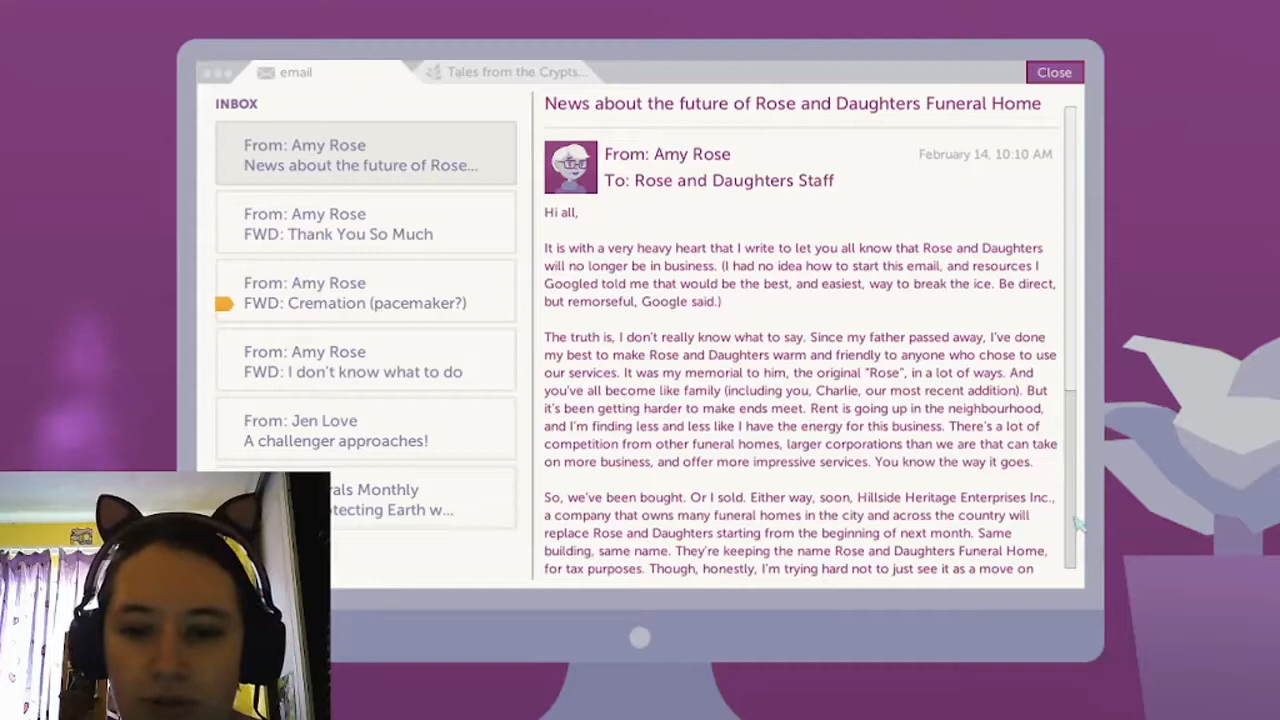 email
Tales from the Crypts...
Close
INBOX
From: Amy Rose
News about the future of Rose...
From: Amy Rose
FWD: Thank You So Much
From: Amy Rose
FWD: Cremation (pacemaker?)
From: Amy Rose
FWD: I don't know what to do
From: Jen Love
A challenger approaches!
Monthly
Earth w...
News about the future of Rose and Daughters Funeral Home
From: Amy Rose
February 14, 10:10 AM
To: Rose and Daughters Staff
Hi all,
It is with a very heavy heart that I write to let you all know that Rose and Daughters
will no longer be in business. (I had no idea how to start this email, and resources I
Googled told me that would be the best, and easiest, way to break the ice. Be direct,
but remorseful, Google said.)
The truth is, I don't really know what to say. Since my father passed away, I've done
my best to make Rose and Daughters warm and friendly to anyone who chose to use
our services. It was my memorial to him, the original "Rose", in a lot of ways. And
you've all become like family (including you, Charlie, our most recent addition). But
it's been getting harder to make ends meet. Rent is going up in the neighbourhood,
and I'm finding less and less like I have the energy for this business. There's a lot of
competition from other funeral homes, larger corporations than we are that can take
on more business, and offer more impressive services. You know the way it goes.
So, we've been bought. Or I sold. Either way, soon, Hillside Heritage Enterprises Inc.,
a company that owns many funeral homes in the city and across the country will
replace Rose and Daughters starting from the beginning of next month. Same
building, same name. They're keeping the name Rose and Daughters Funeral Home,
for tax purposes. Though, honestly, I'm trying hard not to just see it as a move on